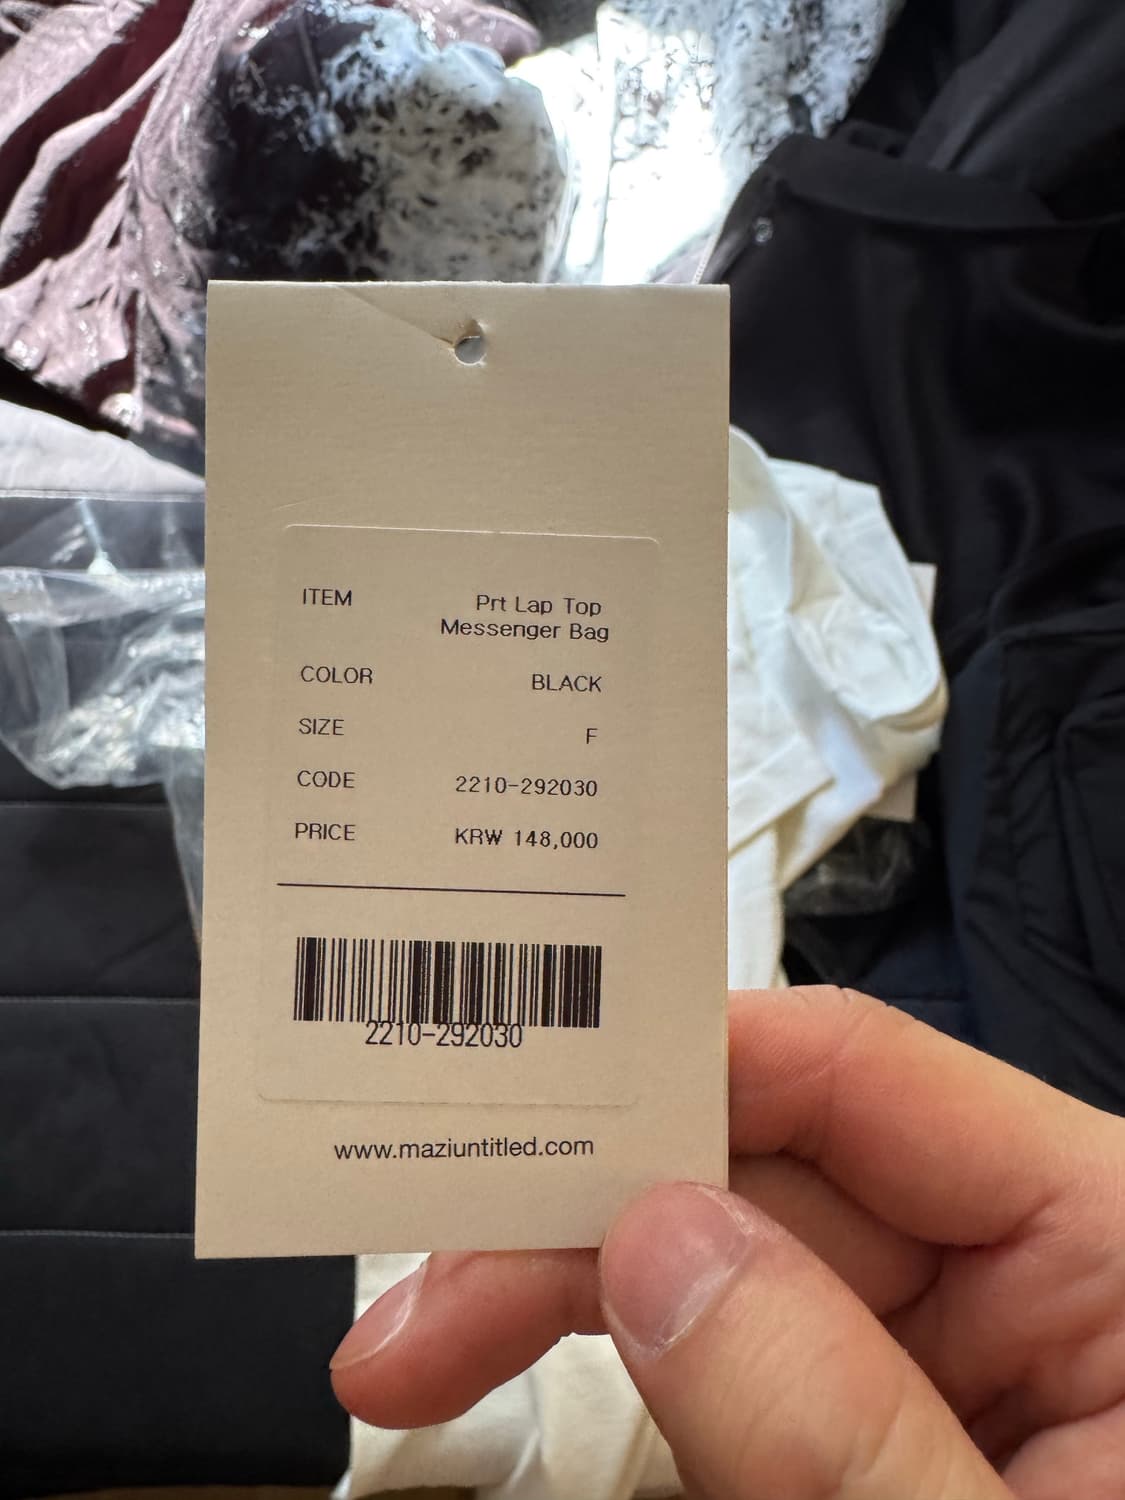 ITEM Prt Lap Top
Messenger Bag
COLOR BLACK
SIZE F
CODE 2210-292030
PRICE KRW 148,000
2210-292030
www.maziuntitled.com